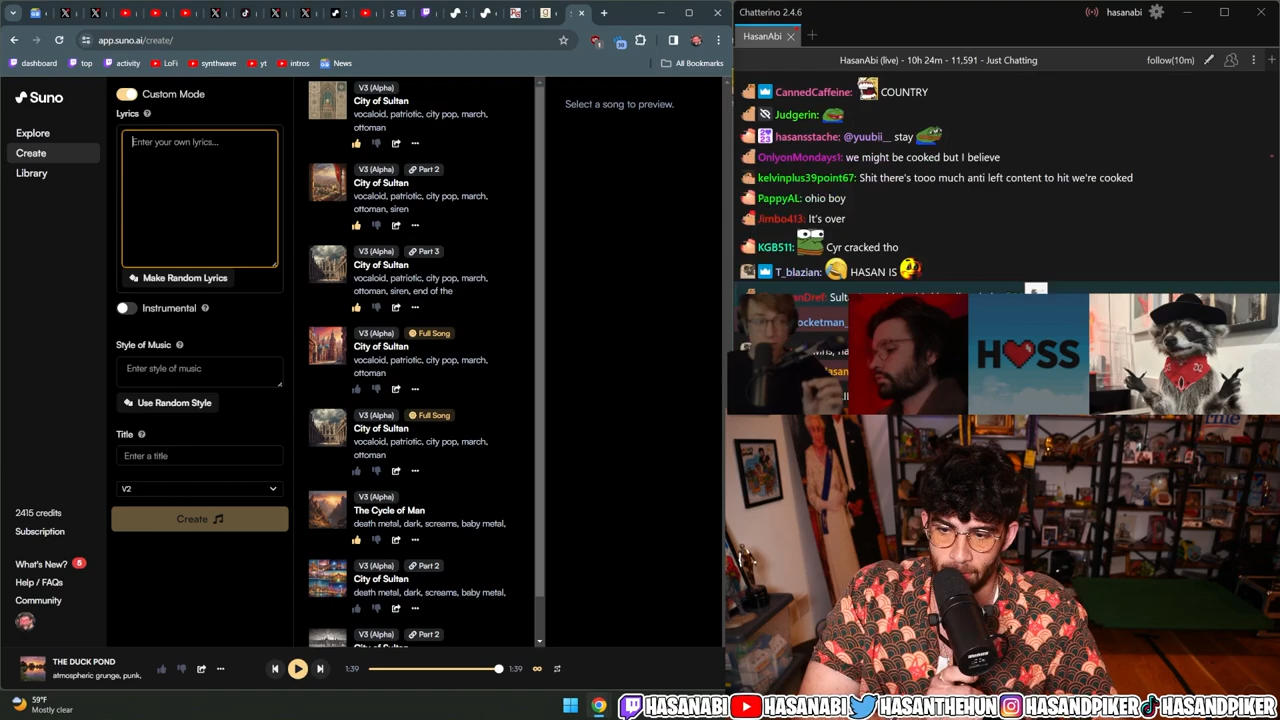 app.suno.ai/create/
dashboard
top
activity
LoFi
synthwave
yt
intros
News
All Bookmarks
Suno
Explore
Create
Library
2415 credits
Subscription
What's New?
6
Help / FAQs
Community
Custom Mode
Lyrics
Enter your own lyrics...
Make Random Lyrics
Instrumental
Style of Music
Enter style of music
Use Random Style
Title
Enter a title
V2
Create
V3 (Alpha)
City of Sultan
vocaloid, patriotic, city pop, march,
ottoman
V3 (Alpha) Part 2
City of Sultan
vocaloid, patriotic, city pop, march,
ottoman, siren
V3 (Alpha) Part 3
City of Sultan
vocaloid, patriotic, city pop, march,
ottoman, siren, end of the
V3 (Alpha) Full Song
City of Sultan
vocaloid, patriotic, city pop, march,
ottoman
V3 (Alpha) Full Song
City of Sultan
vocaloid, patriotic, city pop, march,
ottoman
V3 (Alpha)
The Cycle of Man
death metal, dark, screams, baby metal,
V3 (Alpha) Part 2
City of Sultan
death metal, dark, screams, baby metal,
V3 (Alpha) Part 2
Select a song to preview.
THE DUCK POND
atmospheric grunge, punk,
1:39
1:39
59°F
Mostly clear
Chatterino 2.4.6
hasanabi
HasanAbi
HasanAbi (live) - 10h 24m - 11,591 - Just Chatting
follow(10m)
CannedCaffeine: COUNTRY
Judgerin:
hasansstache: @yuubii__ stay
OnlyonMondays1: we might be cooked but I believe
kelvinplus39point67: Shit there's tooo much anti left content to hit we're cooked
PappyAL: ohio boy
Jimbo413: It's over
KGB511: Cyr cracked tho
T_blazian: HASAN IS
H SS
HASANABI
HASANABI
HASANTHEHUN
HASANDPIKER
HASANDPIKER